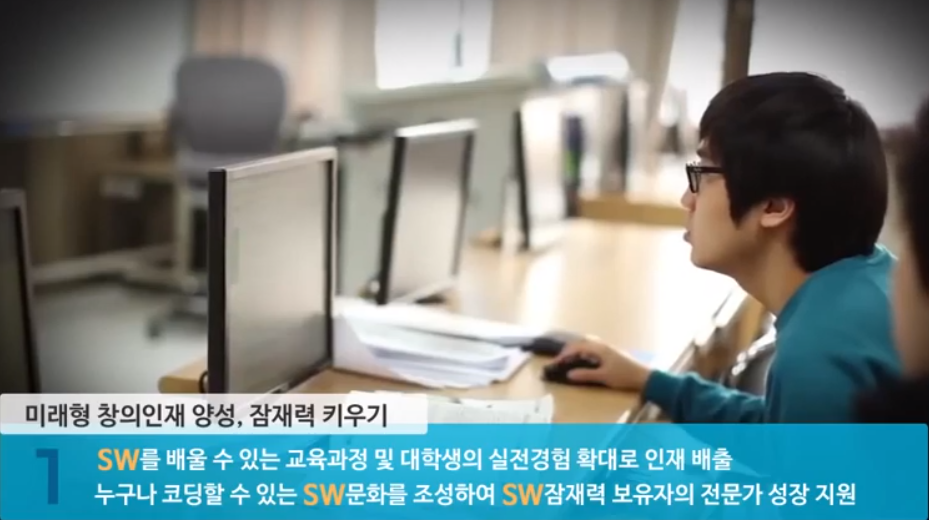 미래형 창의인재 양성, 잠재력 키우기
1
SW를 배울 수 있는 교육과정 및 대학생의 실전경험 확대로 인재 배출
누구나 코딩할 수 있는 SW문화를 조성하여 SW잠재력 보유자의 전문가 성장 지원